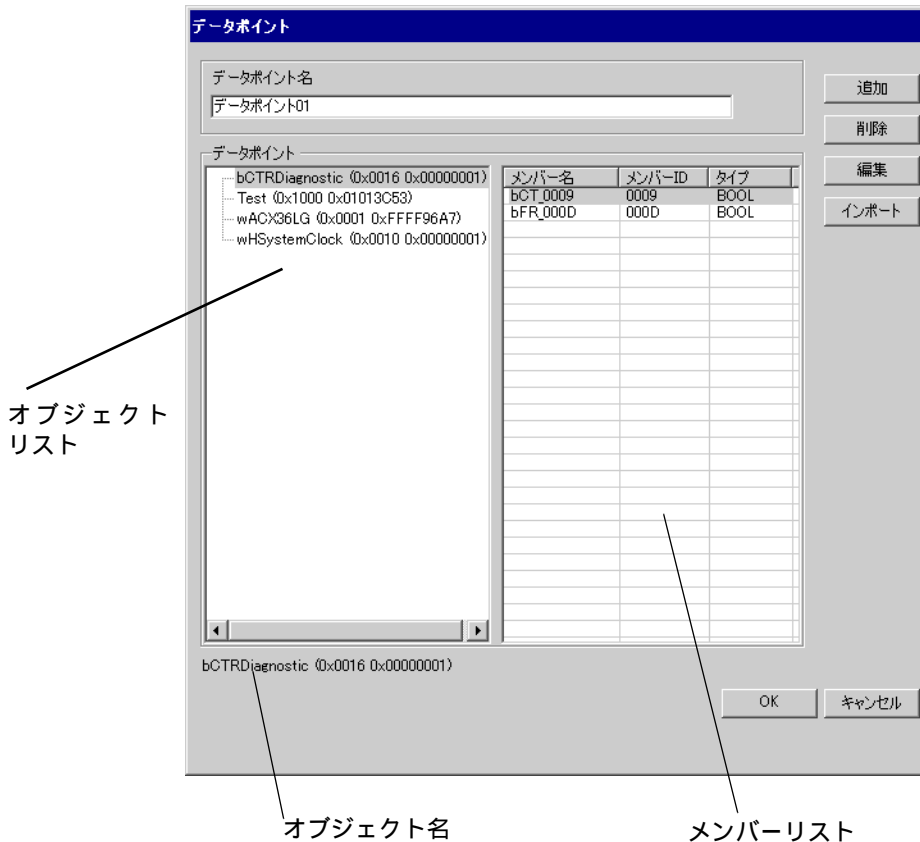 データポイント
データポイント名
データポイント01
追加
削除
編集
インポート
データポイント
bCTRDiagnostic (0x0016 0x00000001)
Test (0x1000 0x01013C53)
wACX36LG (0x0001 0xFFFF96A7)
wHSystemClock (0x0010 0x00000001)
メンバー名 メンバーID タイプ
bCT_0009 0009 BOOL
bFR_000D 000D BOOL
オブジェクト
リスト
bCTRDiagnostic (0x0016 0x00000001)
OK キャンセル
オブジェクト名
メンバーリスト